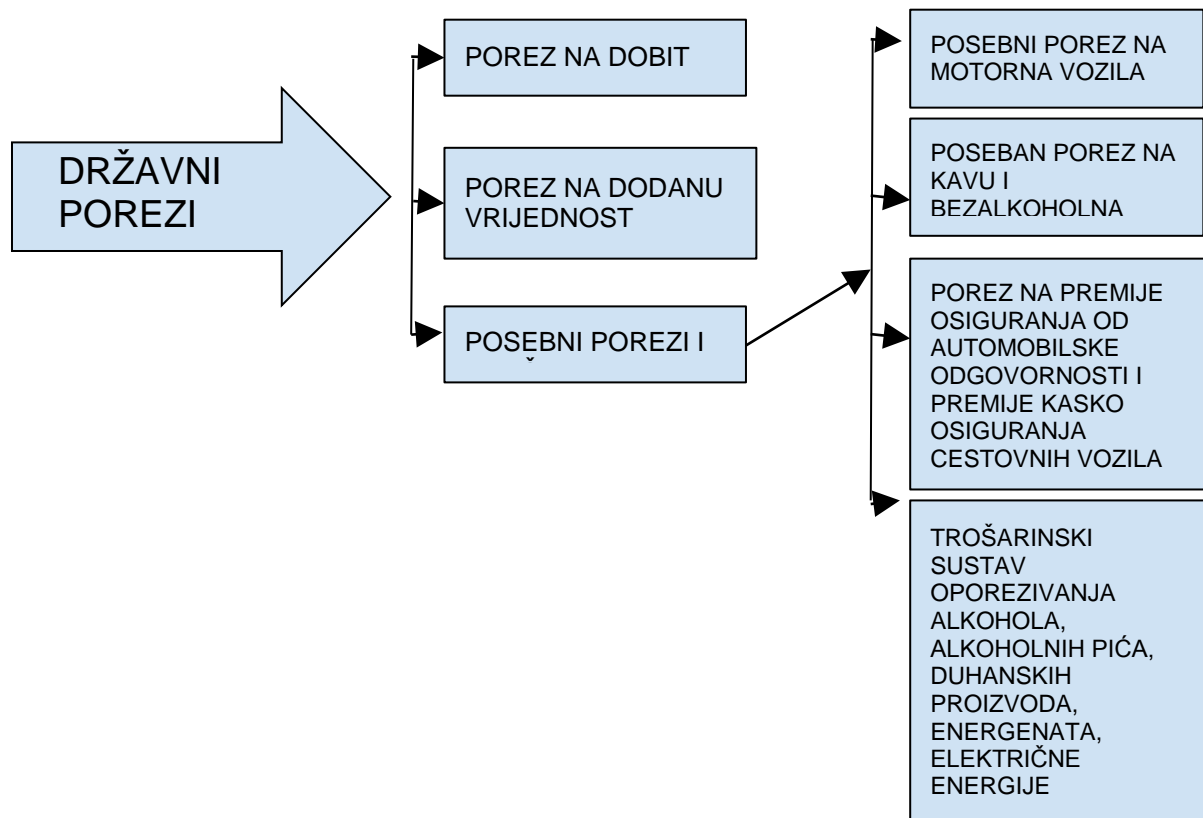 DRŽAVNI
POREZI
POREZ NA DOBIT
POREZ NA DODANU
VRIJEDNOST
POSEBNI POREZI I
POSEBNI POREZ NA
MOTORNA VOZILA
POSEBAN POREZ NA
KAVU I
BEZALKOHOLNA
POREZ NA PREMIJE
OSIGURANJA OD
AUTOMOBILSKE
ODGOVORNOSTI I
PREMIJE KASKO
OSIGURANJA
CESTOVNIH VOZILA
TROŠARINSKI
SUSTAV
OPOREZIVANJA
ALKOHOLA,
ALKOHOLNIH PIĆA,
DUHANSKIH
PROIZVODA,
ENERGENATA,
ELEKTRIČNE
ENERGIJE